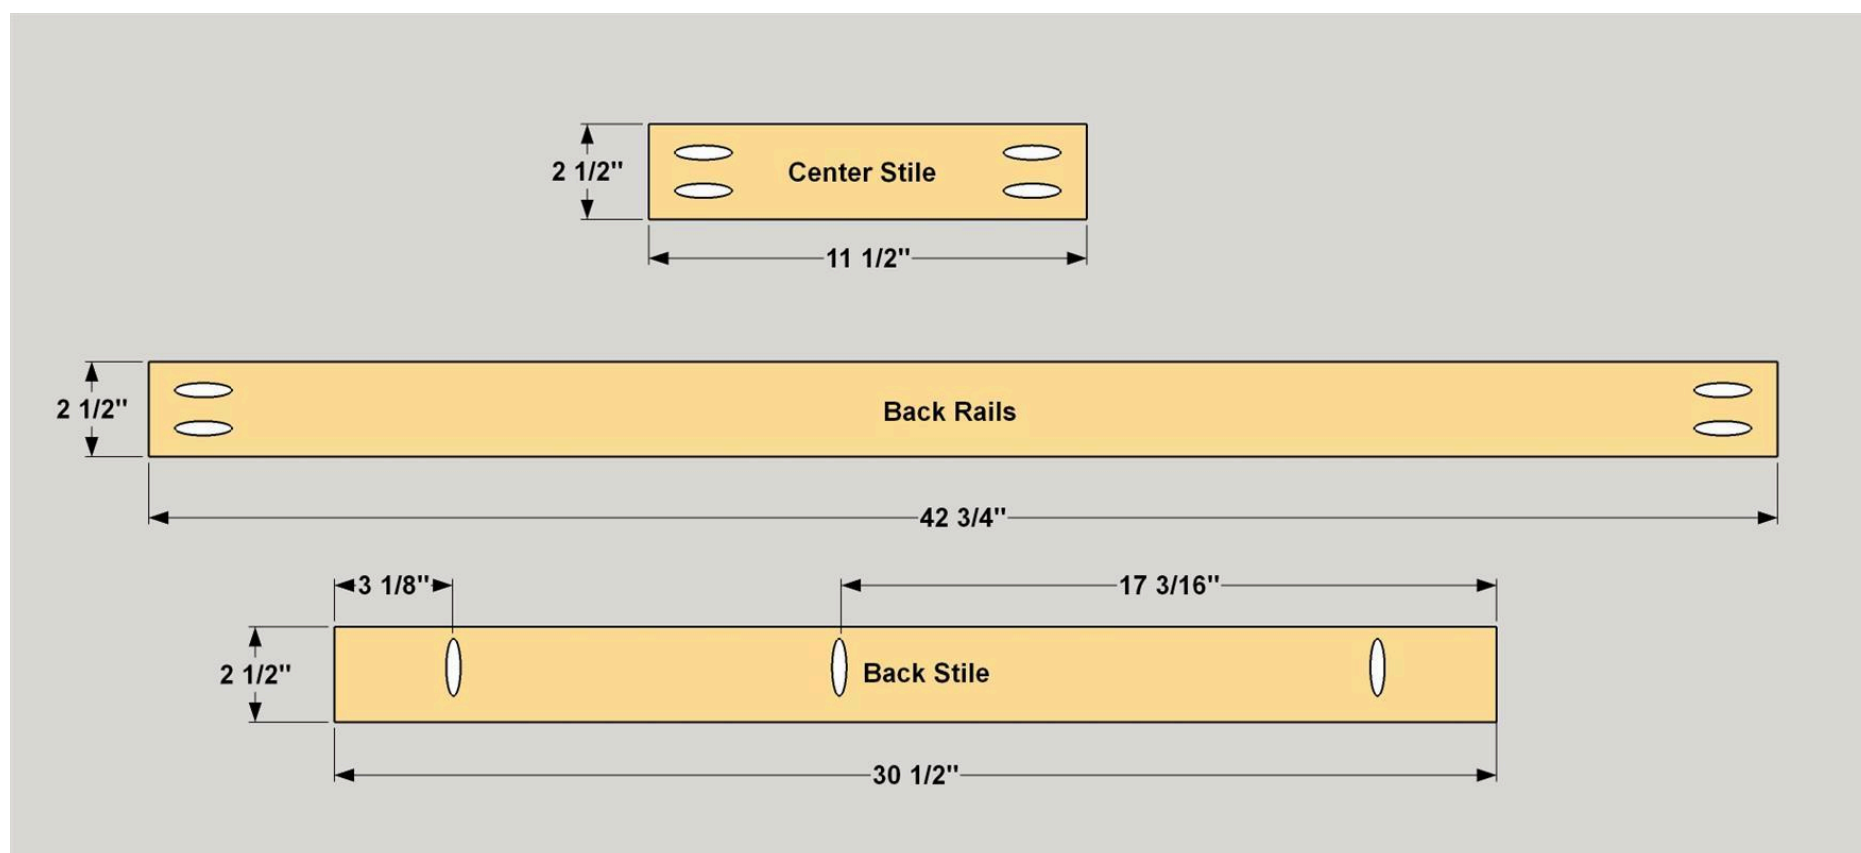 2 1/2"
Center Stile
11 1/2"
2 1/2"
Back Rails
42 3/4"
3 1/8"
17 3/16"
2 1/2"
Back Stile
30 1/2"